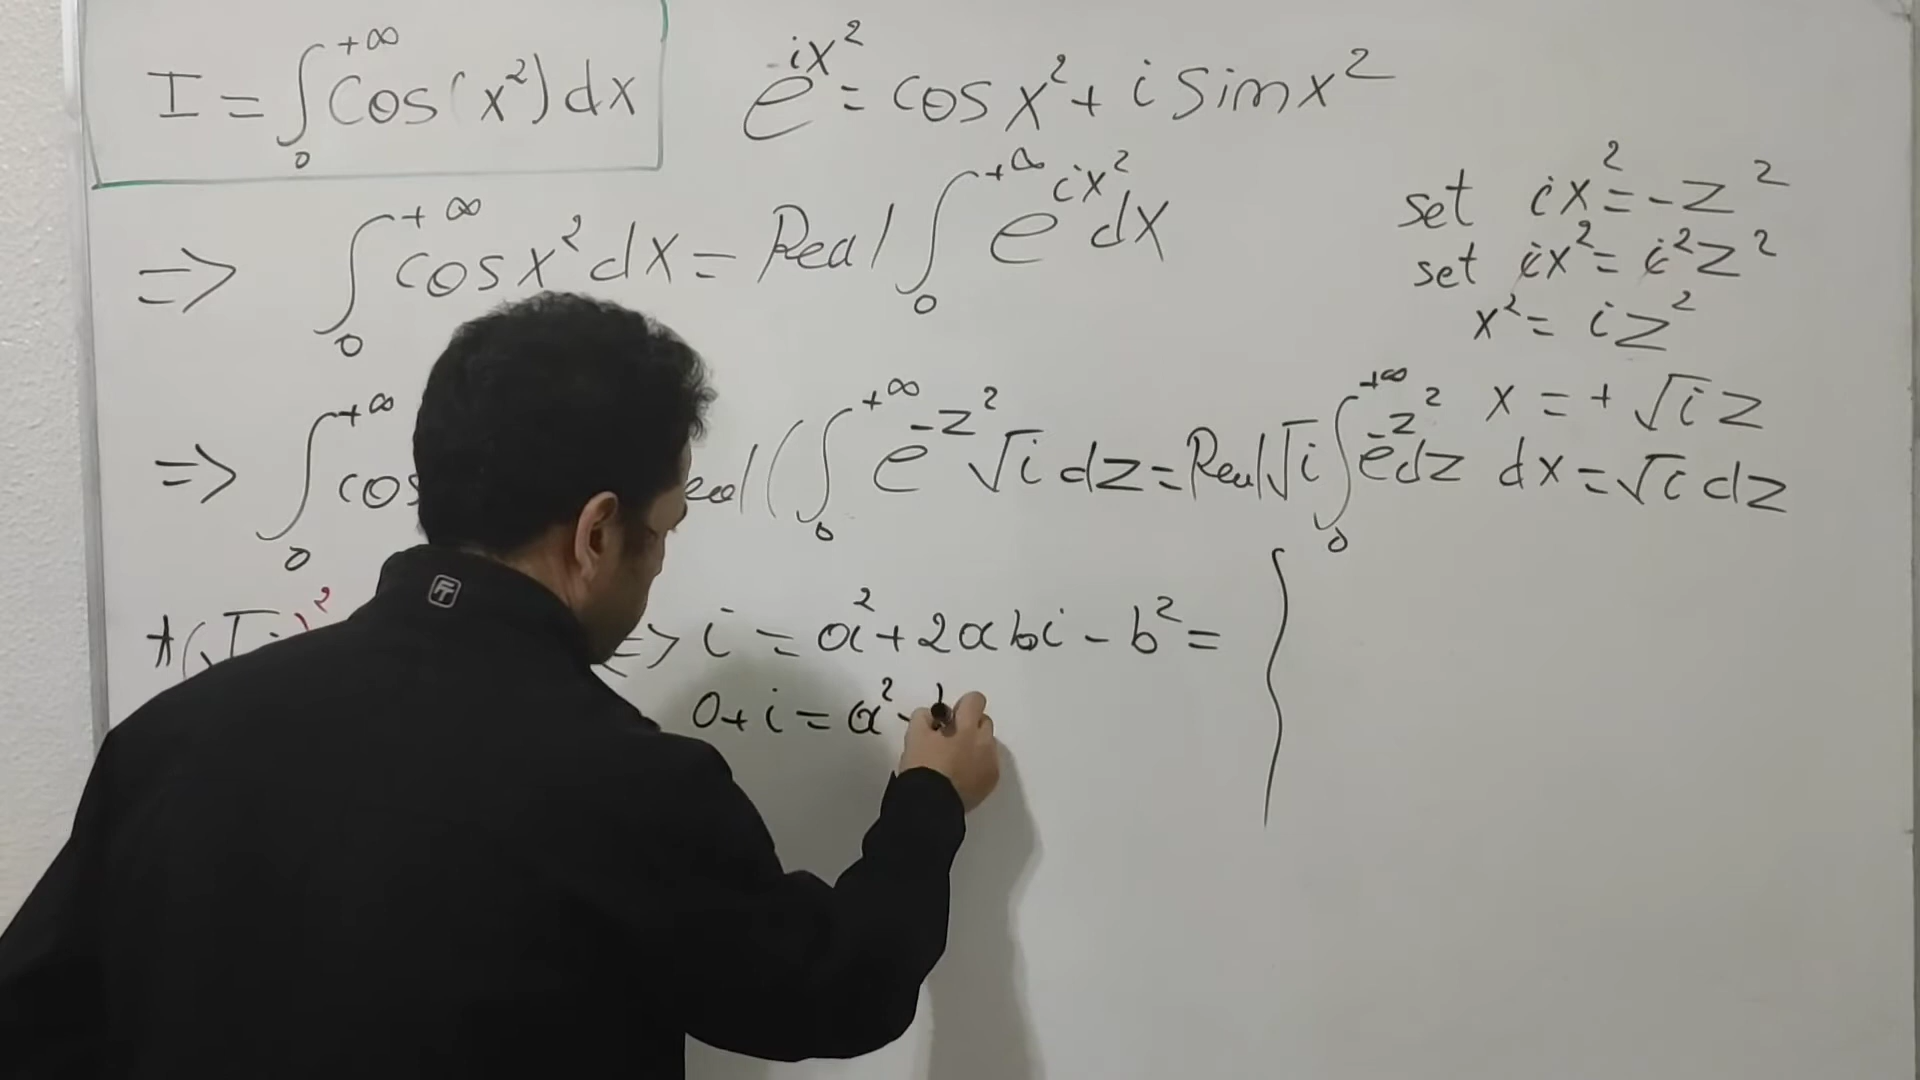 I = ∫₀^{+∞} Cos(x²) dx
e^{ix²} = cos x² + i Sin x²
=> ∫₀^{+∞} cos x² dx = Real ∫₀^{+∞} e^{ix²} dx
set ix² = -z²
set ix² = i²z²
x² = iz²
x = + √i z
dx = √i dz
=> ∫₀^{+∞} cos (∫₀^{+∞} e^{-z²} √i dz = Real √i ∫₀^{+∞} e^{-z²} dz
=> i = a² + 2abi - b² =
0 + i = a² -